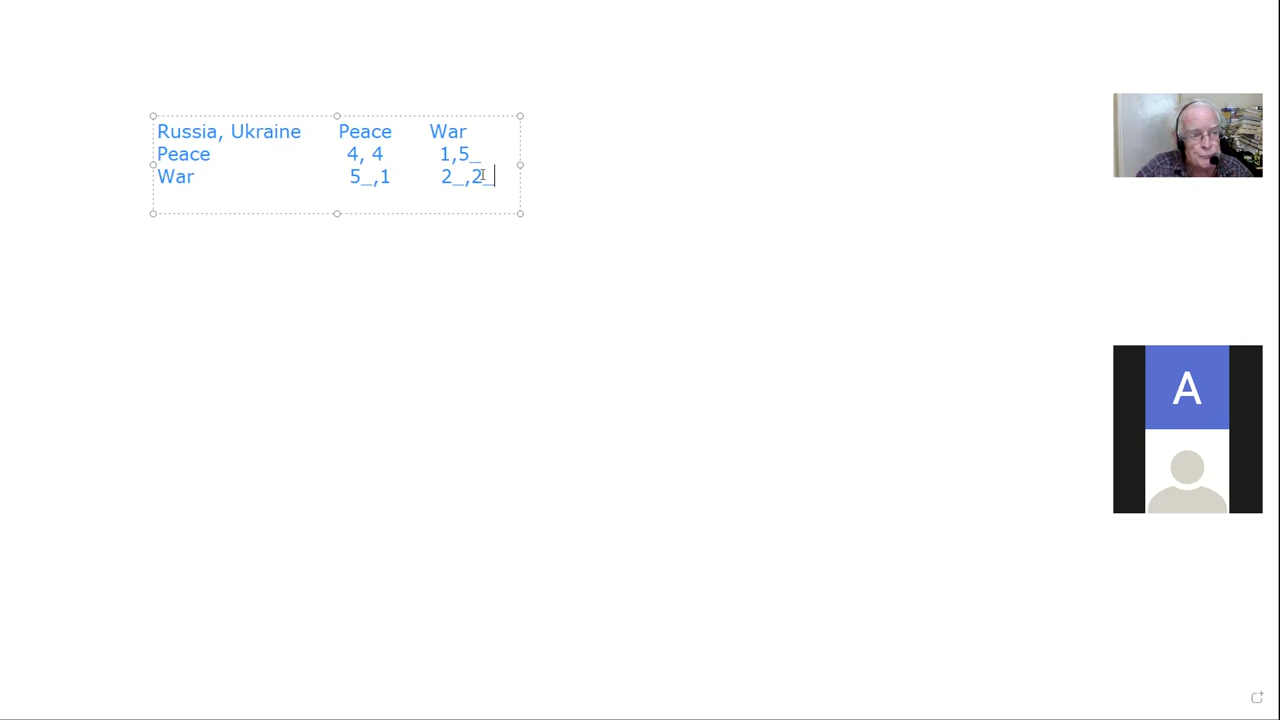 Russia, Ukraine Peace War
Peace 4, 4 1,5_
War 5_,1 2_,2_
A